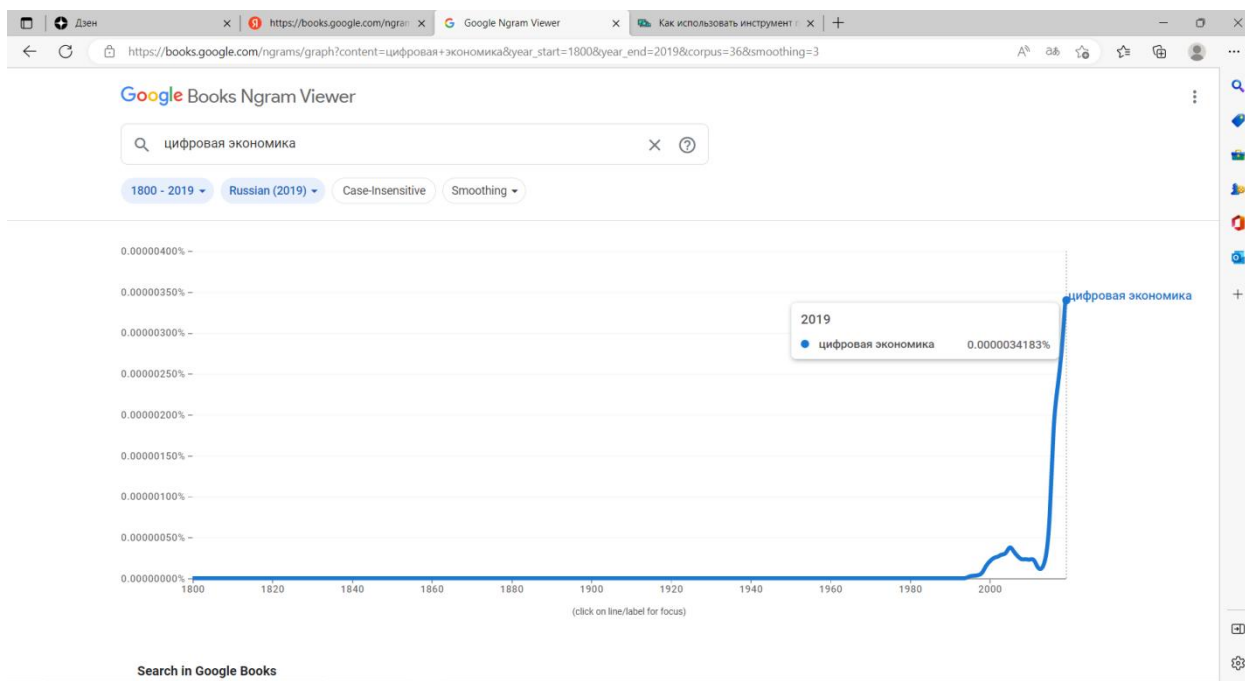 Дзен
https://books.google.com/ngram
Google Ngram Viewer
Как использовать инструмент
https://books.google.com/ngrams/graph?content=цифровая+экономика&year_start=1800&year_end=2019&corpus=36&smoothing=3
Google Books Ngram Viewer
цифровая экономика
1800 - 2019 Russian (2019) Case-Insensitive Smoothing
0.00000400%
0.00000350%
0.00000300%
0.00000250%
0.00000200%
0.00000150%
0.00000100%
0.00000050%
0.00000000%
цифровая экономика
2019
цифровая экономика 0.0000034183%
1800 1820 1840 1860 1880 1900 1920 1940 1960 1980 2000
(click on line/label for focus)
Search in Google Books